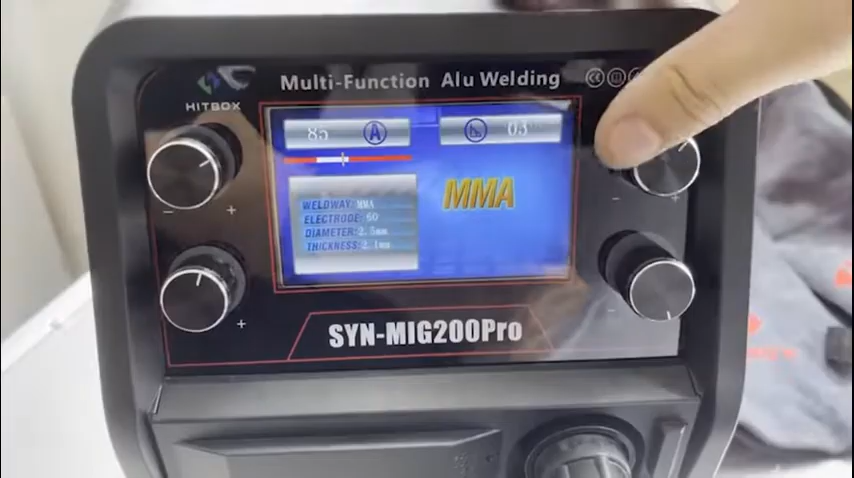 Multi-Function Alu Welding
HITBOX
85 A
03
MMA
WELDWAY:MMA
ELECTRODE:60
DIAMETER:2.5mm
THICKNESS:2.1mm
- +
- +
+
-
SYN-MIG200Pro